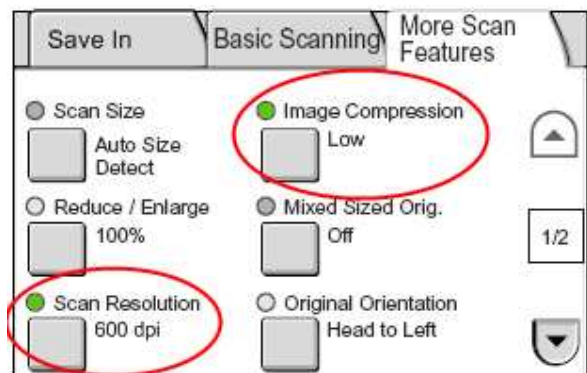 Save In
Basic Scanning
More Scan
Features
Scan Size
Auto Size
Detect
Image Compression
Low
Reduce / Enlarge
100%
Mixed Sized Orig.
Off
1/2
Scan Resolution
600 dpi
Original Orientation
Head to Left